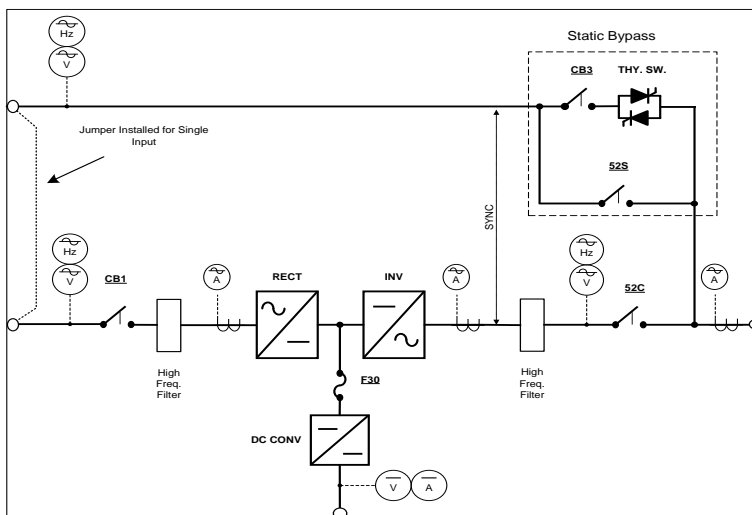 Hz
V
Static Bypass
CB3
THY. SW.
Jumper Installed for Single
Input
52S
SYNC
Hz
V
CB1
A
RECT
INV
A
Hz
V
52C
A
High
Freq.
Filter
F30
High
Freq.
Filter
DC CONV
V
A